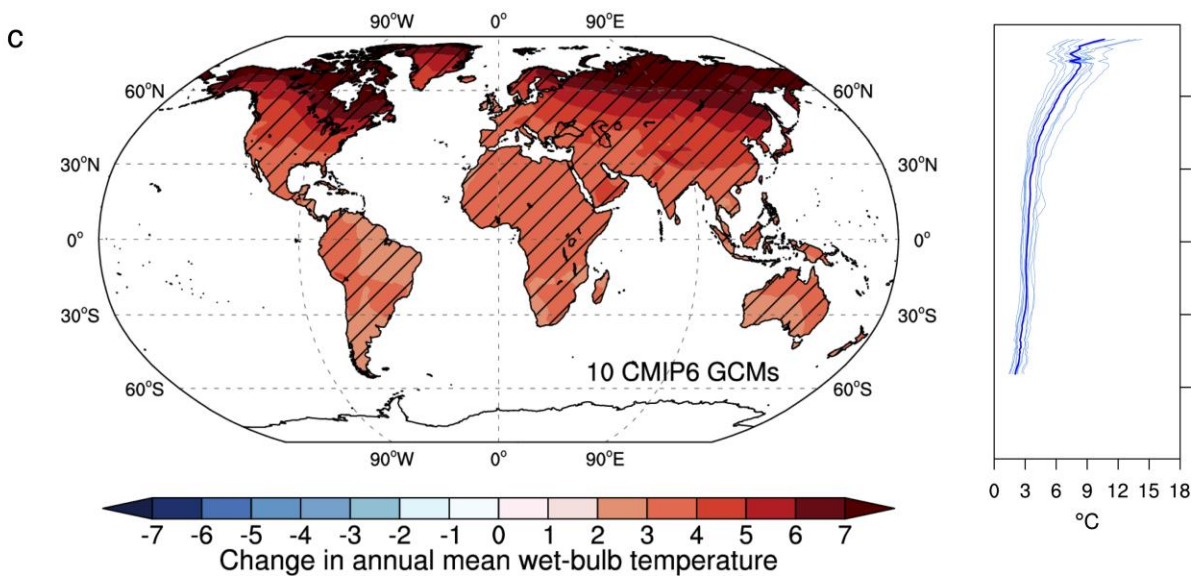 c
90°W 0° 90°E
60°N
30°N 30°N
0° 0°
30°S 30°S
60°S 60°S
10 CMIP6 GCMs
90°W 0° 90°E
-7 -6 -5 -4 -3 -2 -1 0 1 2 3 4 5 6 7
Change in annual mean wet-bulb temperature
0 3 6 9 12 15 18
°C